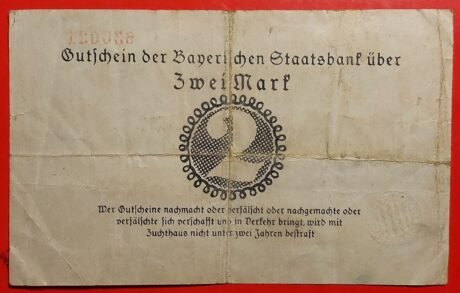 Gutschein der Bayerischen Staatsbank über
Zwei Mark
2
Wer Gutscheine nachmacht oder verfälscht oder nachgemachte oder
verfälschte sich verschafft und in Verkehr bringt, wird mit
Zuchthaus nicht unter zwei Jahren bestraft